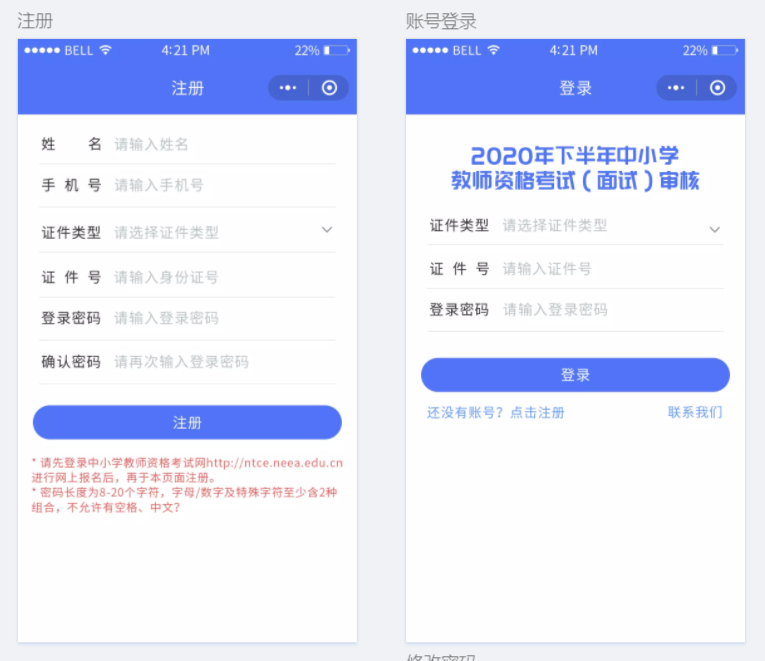 注册
BELL 4:21 PM 22%
注册
姓 名 请输入姓名
手 机 号 请输入手机号
证件类型 请选择证件类型
证 件 号 请输入身份证号
登录密码 请输入登录密码
确认密码 请再次输入登录密码
注册
* 请先登录中小学教师资格考试网http://ntce.neea.edu.cn
进行网上报名后，再于本页面注册。
* 密码长度为8-20个字符，字母/数字及特殊字符至少含2种
组合，不允许有空格、中文？
账号登录
BELL 4:21 PM 22%
登录
2020年下半年中小学
教师资格考试（面试）审核
证件类型 请选择证件类型
证 件 号 请输入证件号
登录密码 请输入登录密码
登录
还没有账号？点击注册 联系我们
修改密码